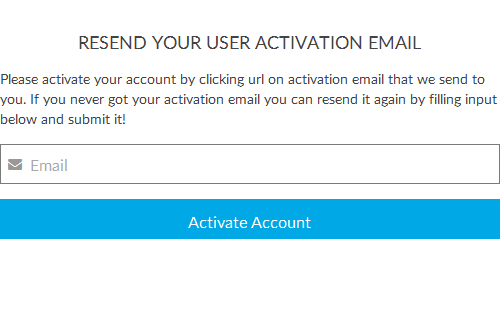 RESEND YOUR USER ACTIVATION EMAIL
Please activate your account by clicking url on activation email that we send to
you. If you never got your activation email you can resend it again by filling input
below and submit it!
Email
Activate Account